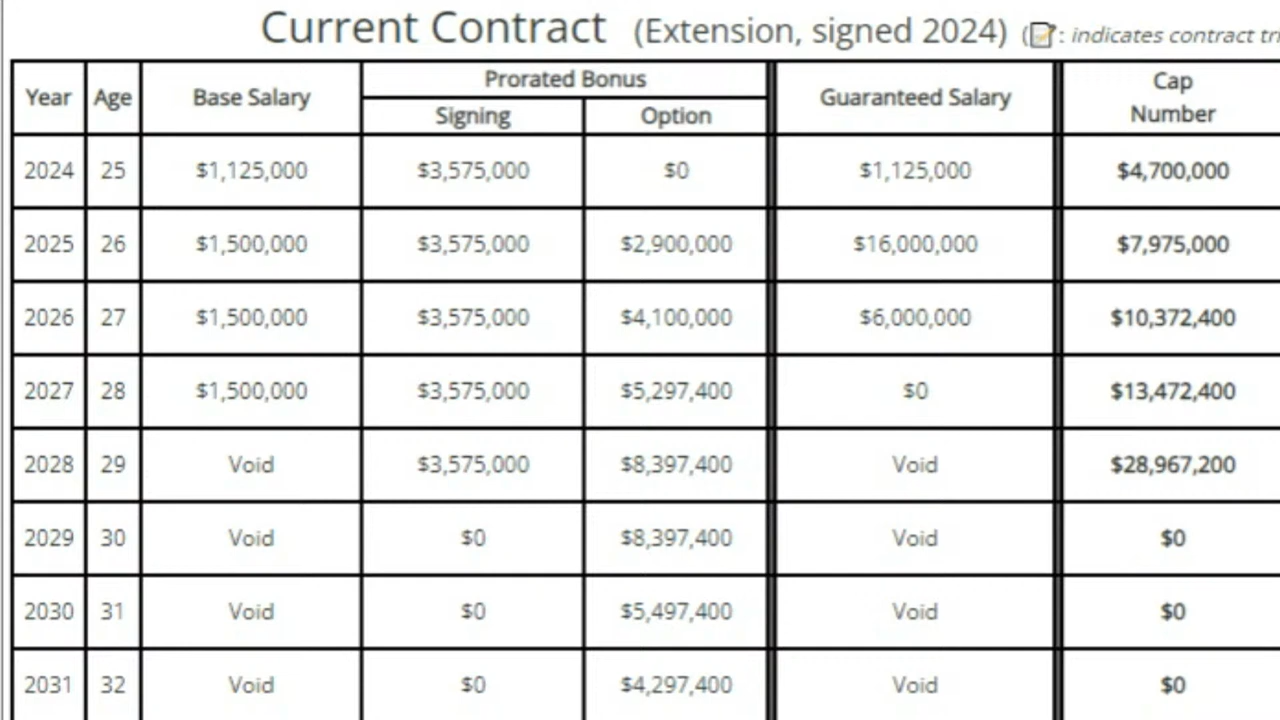 Current Contract (Extension, signed 2024) (📝: indicates contract tri
Year Age Base Salary Prorated Bonus Guaranteed Salary Cap Number
Signing Option
2024 25 $1,125,000 $3,575,000 $0 $1,125,000 $4,700,000
2025 26 $1,500,000 $3,575,000 $2,900,000 $16,000,000 $7,975,000
2026 27 $1,500,000 $3,575,000 $4,100,000 $6,000,000 $10,372,400
2027 28 $1,500,000 $3,575,000 $5,297,400 $0 $13,472,400
2028 29 Void $3,575,000 $8,397,400 Void $28,967,200
2029 30 Void $0 $8,397,400 Void $0
2030 31 Void $0 $5,497,400 Void $0
2031 32 Void $0 $4,297,400 Void $0